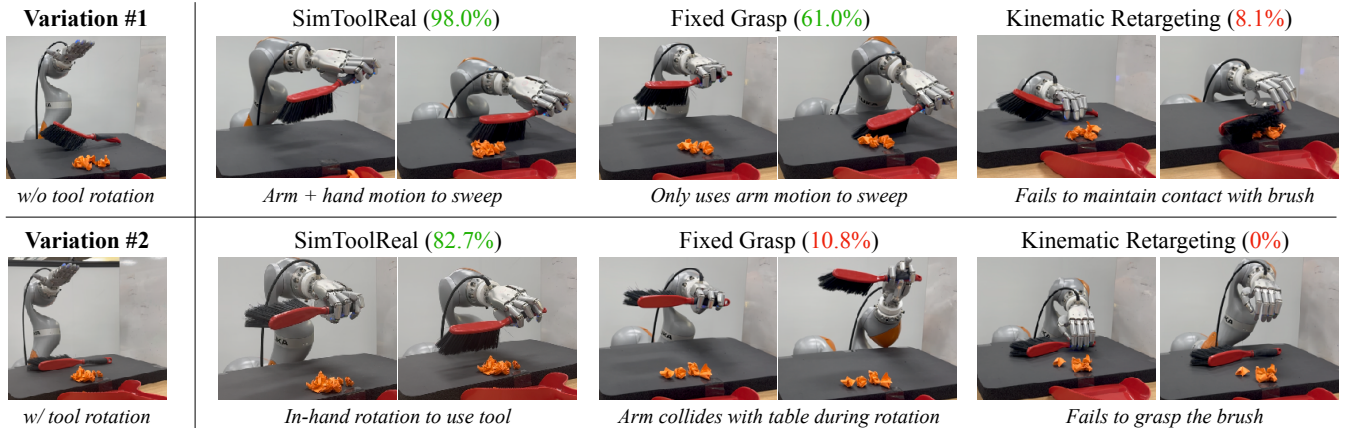 Variation #1
SimToolReal (98.0%)
Fixed Grasp (61.0%)
Kinematic Retargeting (8.1%)
w/o tool rotation
Arm + hand motion to sweep
Only uses arm motion to sweep
Fails to maintain contact with brush
Variation #2
SimToolReal (82.7%)
Fixed Grasp (10.8%)
Kinematic Retargeting (0%)
w/ tool rotation
In-hand rotation to use tool
Arm collides with table during rotation
Fails to grasp the brush